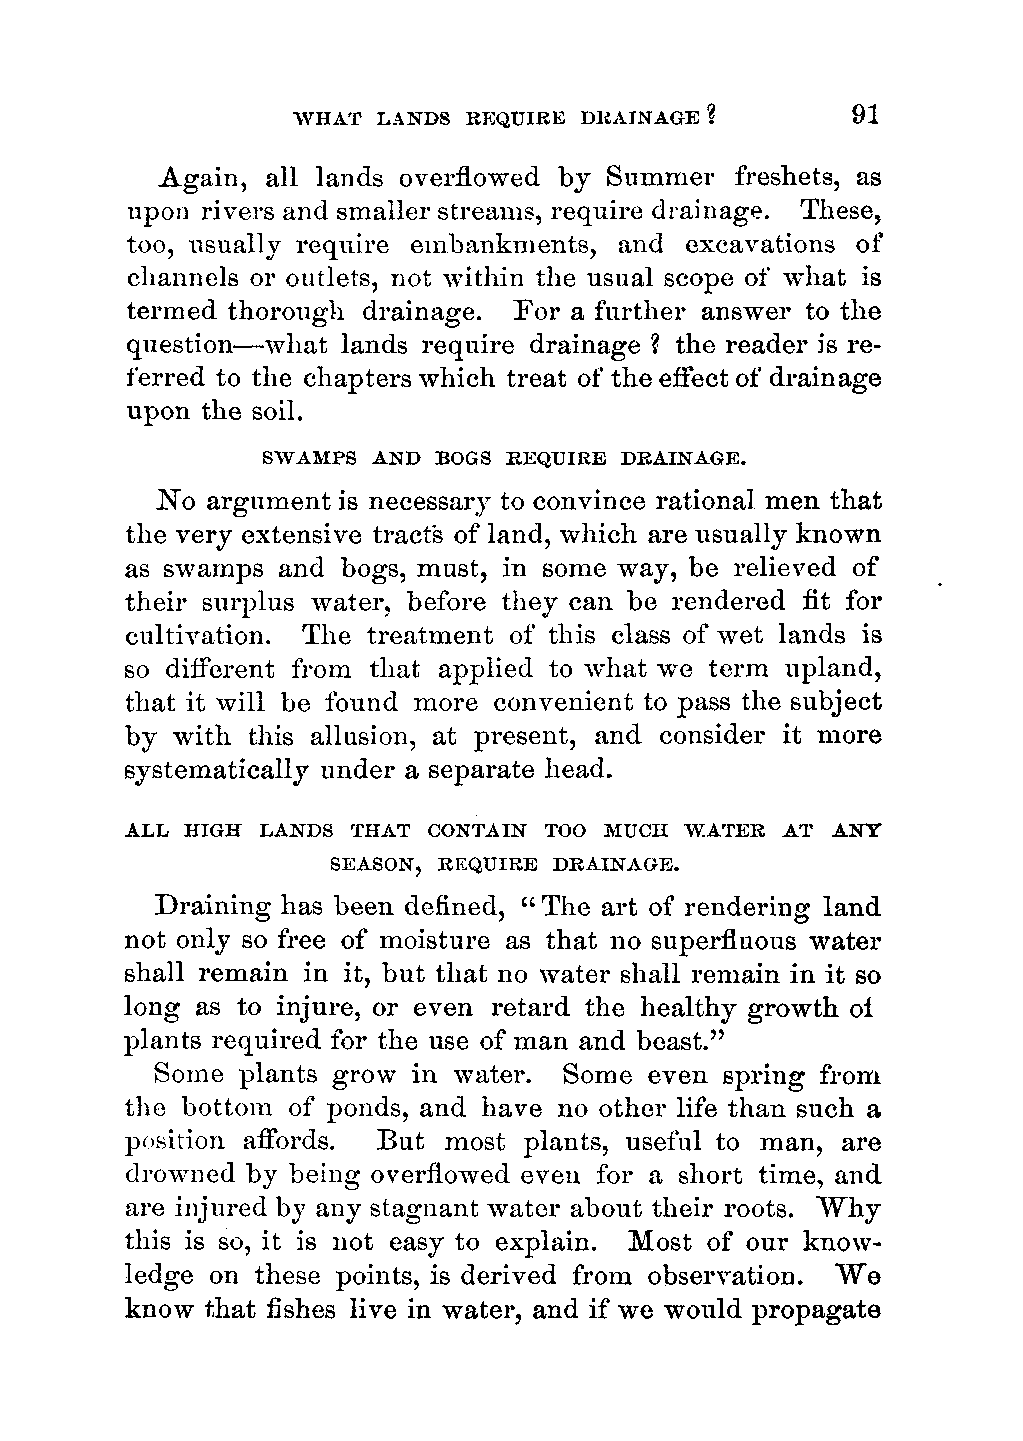 WHAT LANDS REQUIRE DRAINAGE? 91
Again, all lands overflowed by Summer freshets, as
upon rivers and smaller streams, require drainage. These,
too, usually require embankments, and excavations of
channels or outlets, not within the usual scope of what is
termed thorough drainage. For a further answer to the
question—what lands require drainage? the reader is re-
ferred to the chapters which treat of the effect of drainage
upon the soil.
SWAMPS AND BOGS REQUIRE DRAINAGE.
No argument is necessary to convince rational men that
the very extensive tracts of land, which are usually known
as swamps and bogs, must, in some way, be relieved of
their surplus water, before they can be rendered fit for
cultivation. The treatment of this class of wet lands is
so different from that applied to what we term upland,
that it will be found more convenient to pass the subject
by with this allusion, at present, and consider it more
systematically under a separate head.
ALL HIGH LANDS THAT CONTAIN TOO MUCH WATER AT ANY
SEASON, REQUIRE DRAINAGE.
Draining has been defined, "The art of rendering land
not only so free of moisture as that no superfluous water
shall remain in it, but that no water shall remain in it so
long as to injure, or even retard the healthy growth of
plants required for the use of man and beast."
Some plants grow in water. Some even spring from
the bottom of ponds, and have no other life than such a
position affords. But most plants, useful to man, are
drowned by being overflowed even for a short time, and
are injured by any stagnant water about their roots. Why
this is so, it is not easy to explain. Most of our know-
ledge on these points, is derived from observation. We
know that fishes live in water, and if we would propagate